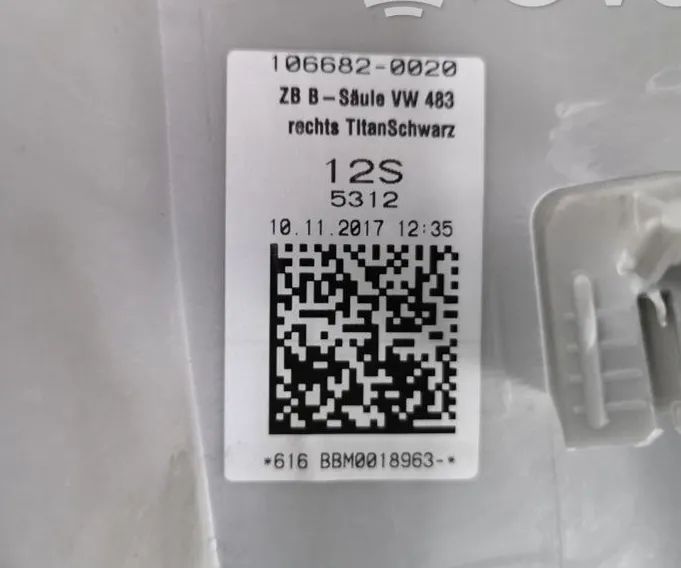 106682-0020
ZB B-Säule VW 483
rechts TitanSchwarz
12S
5312
10.11.2017 12:35
*616 BBM0018963-*